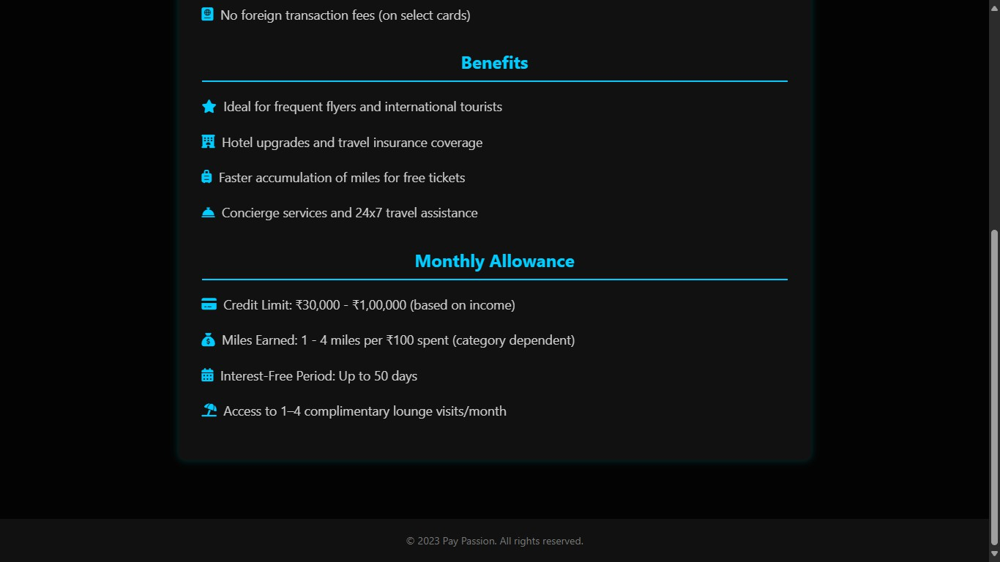 No foreign transaction fees (on select cards)
Benefits
Ideal for frequent flyers and international tourists
Hotel upgrades and travel insurance coverage
Faster accumulation of miles for free tickets
Concierge services and 24x7 travel assistance
Monthly Allowance
Credit Limit: ₹30,000 - ₹1,00,000 (based on income)
Miles Earned: 1 - 4 miles per ₹100 spent (category dependent)
Interest-Free Period: Up to 50 days
Access to 1–4 complimentary lounge visits/month
© 2023 Pay Passion. All rights reserved.